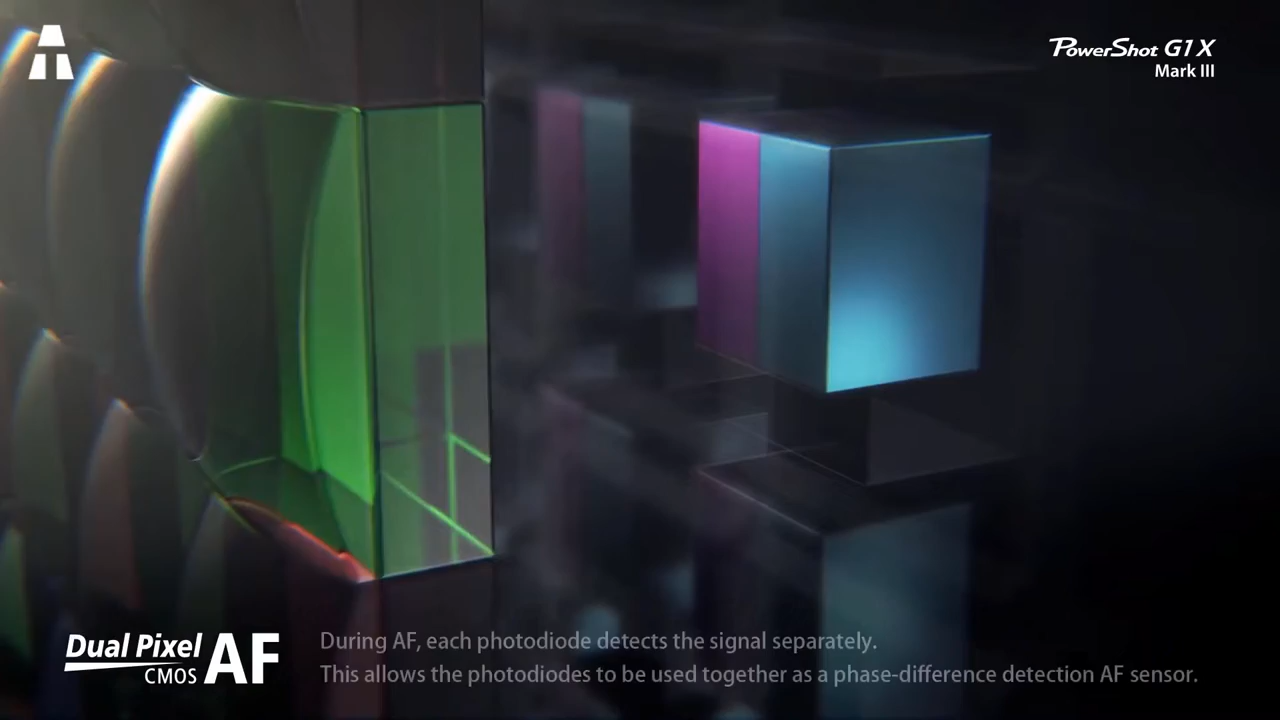 PowerShot G1 X
Mark III
Dual Pixel
CMOS AF
During AF, each photodiode detects the signal separately.
This allows the photodiodes to be used together as a phase-difference detection AF sensor.